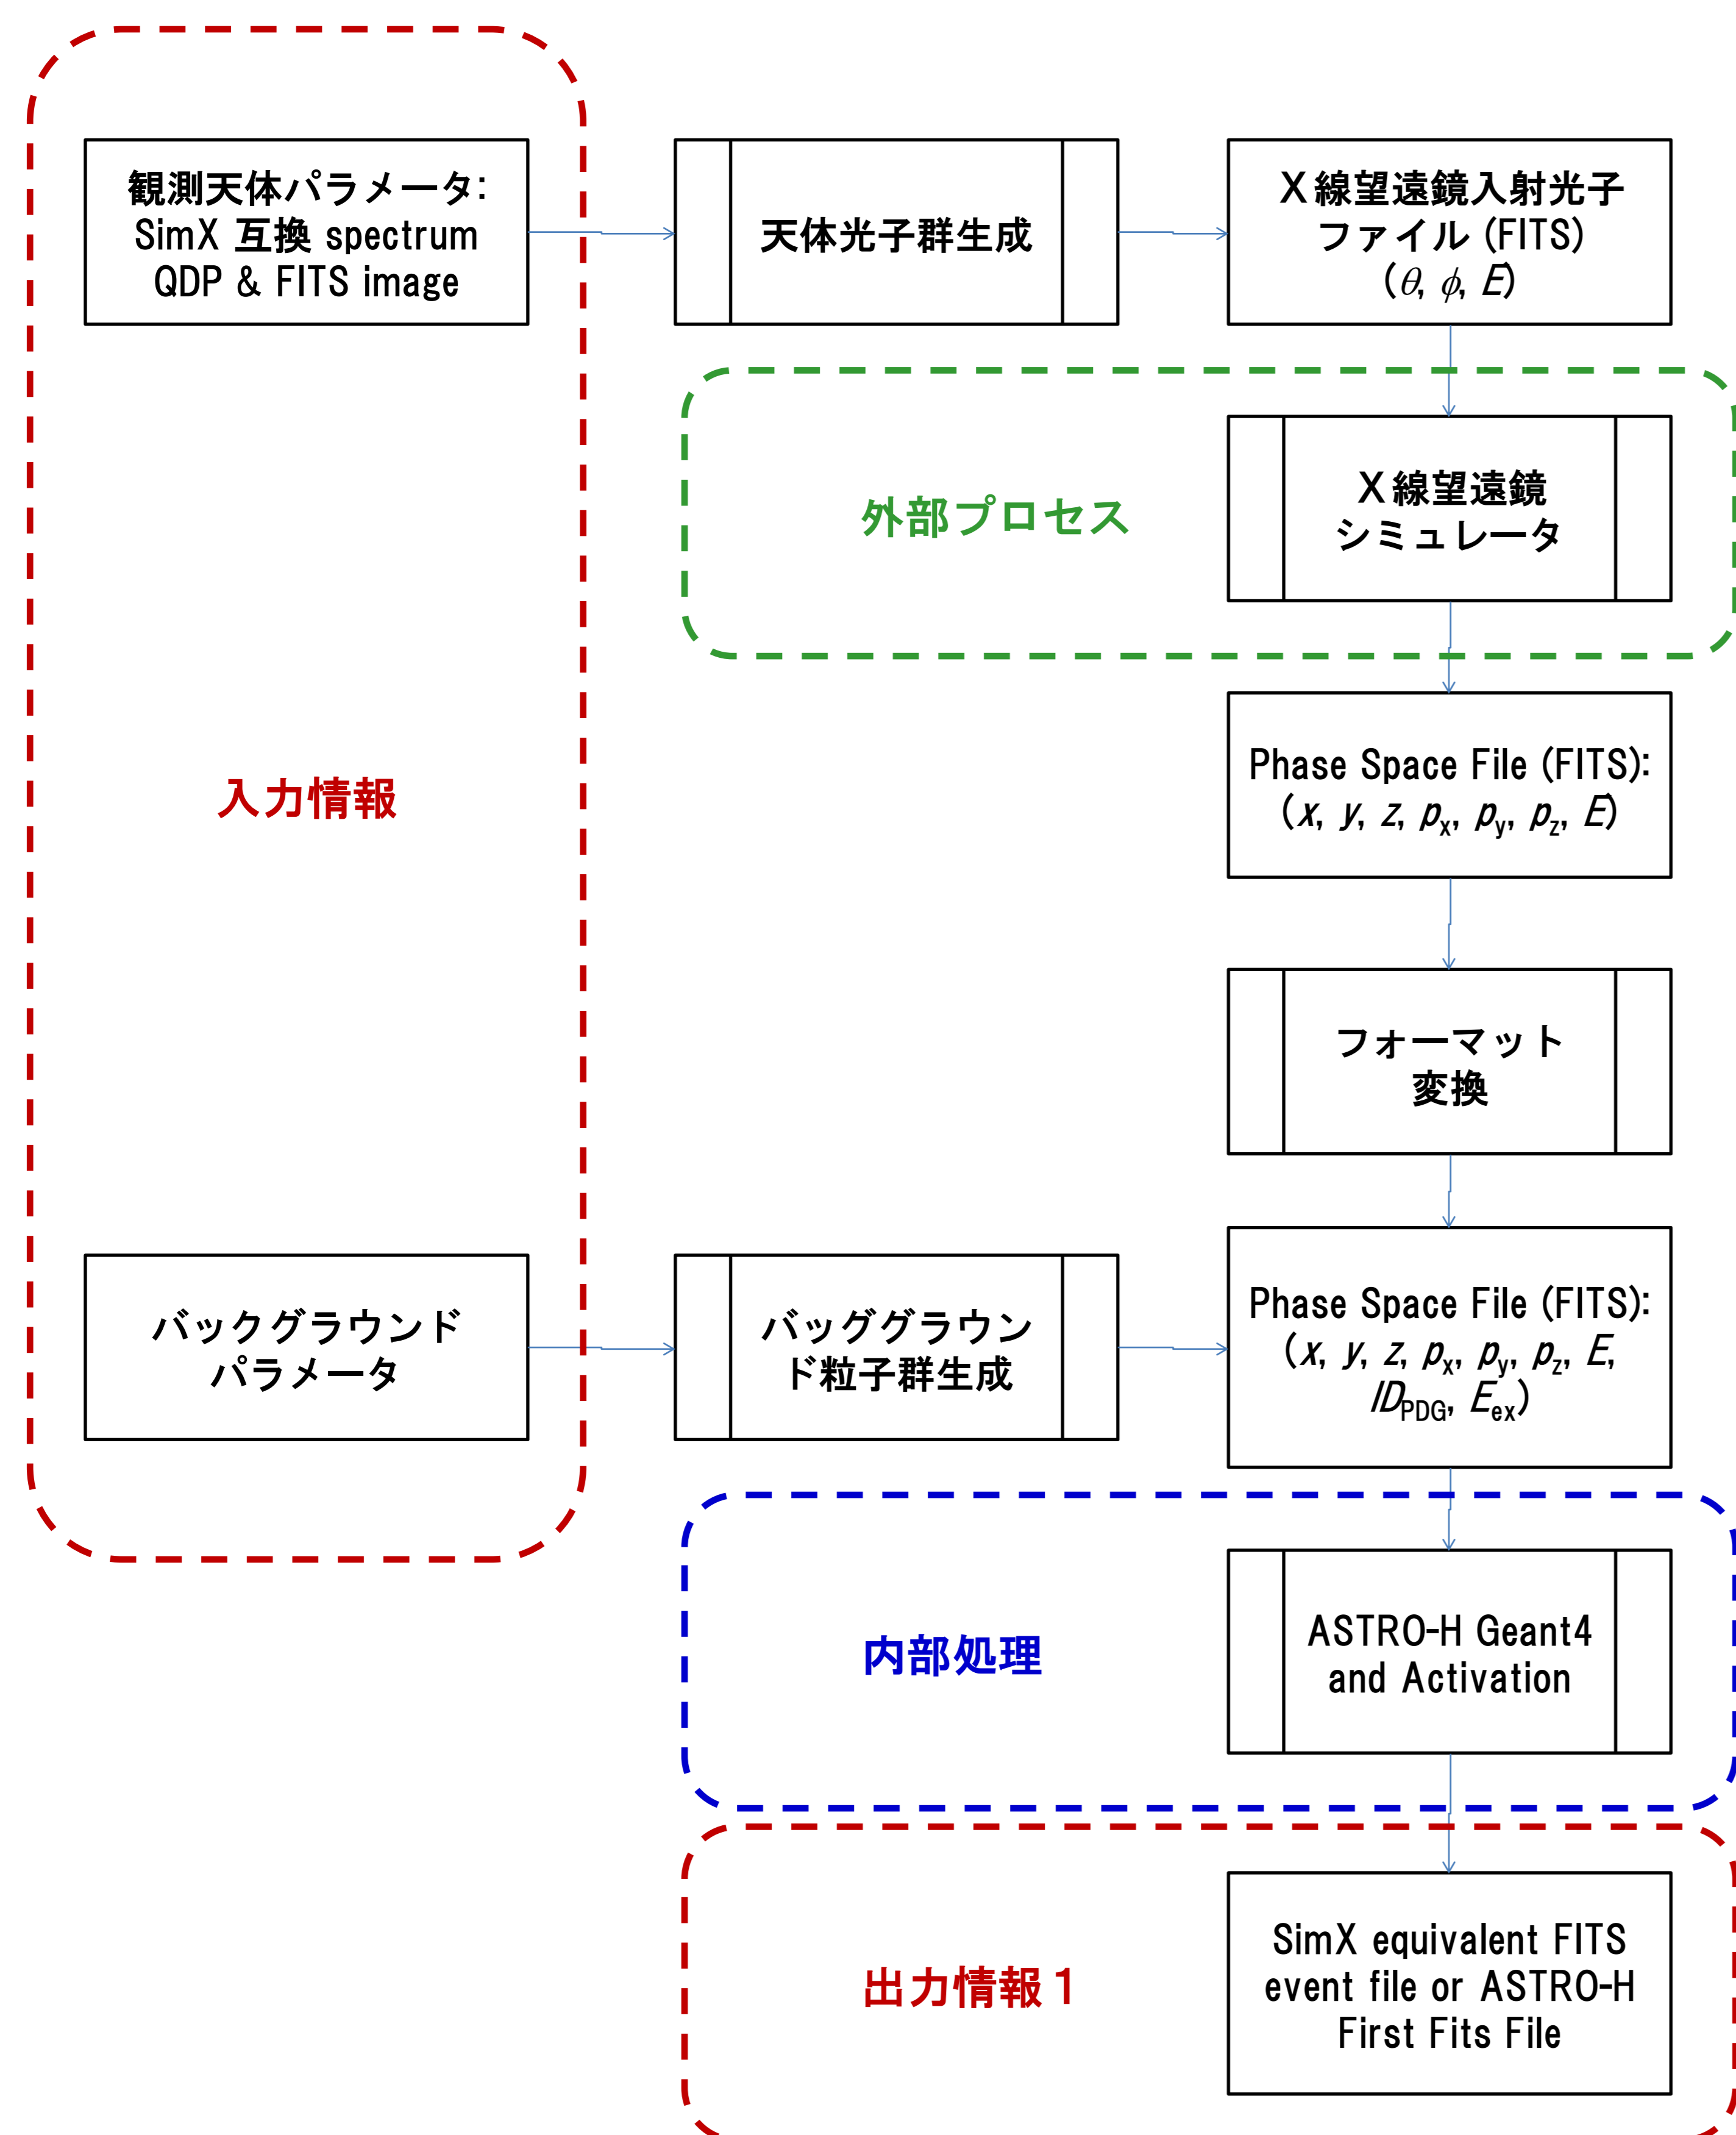 観測天体パラメータ:
SimX 互換 spectrum
QDP & FITS image
天体光子群生成
X線望遠鏡入射光子
ファイル (FITS)
(θ, φ, E)
外部プロセス
X線望遠鏡
シミュレータ
入力情報
Phase Space File (FITS):
(x, y, z, px, py, pz, E)
フォーマット
変換
バックグラウンド
パラメータ
バッググラウン
ド粒子群生成
Phase Space File (FITS):
(x, y, z, px, py, pz, E,
IDPDG, Eex)
内部処理
ASTRO-H Geant4
and Activation
出力情報１
SimX equivalent FITS
event file or ASTRO-H
First Fits File